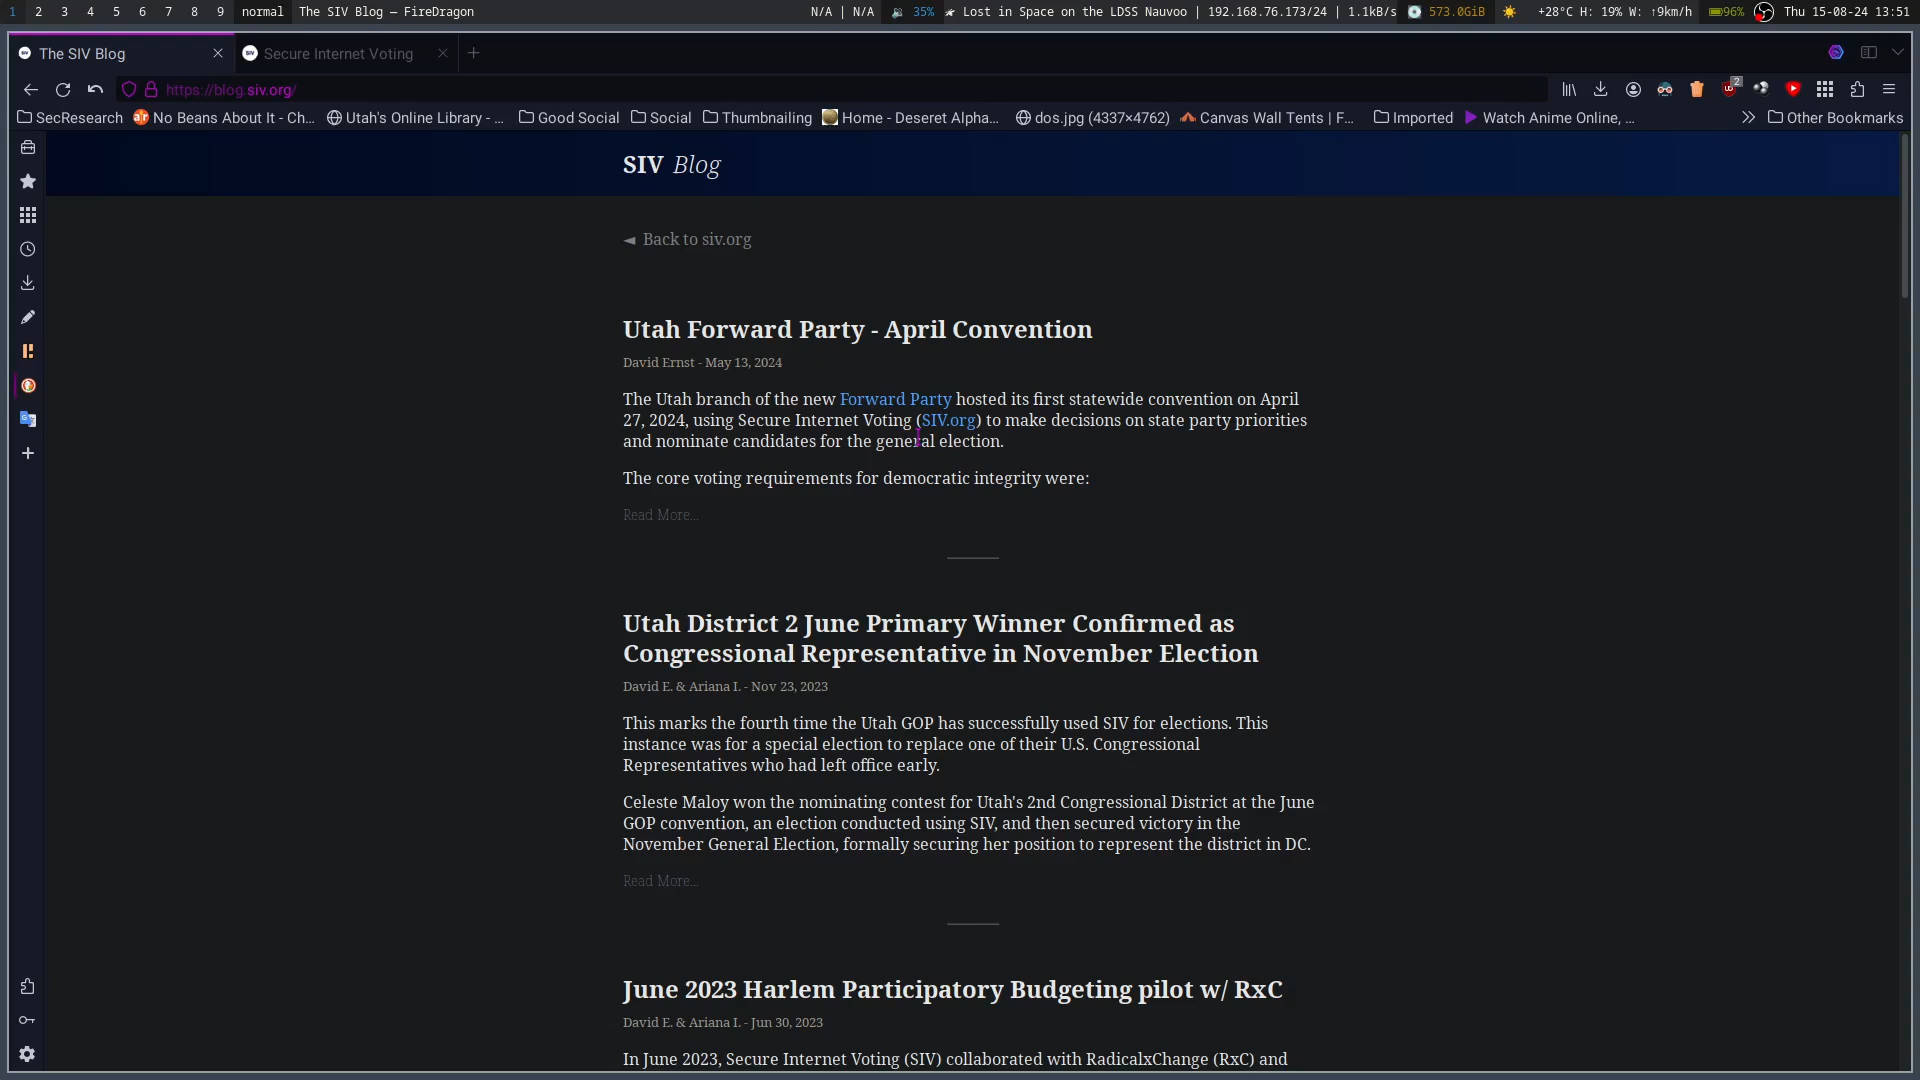 1 2 3 4 5 6 7 8 9 normal The SIV Blog — FireDragon N/A | N/A 35% Lost in Space on the LDSS Nauvoo | 192.168.76.173/24 | 1.1kB/s 573.0GiB +28°C H: 19% W: ↑9km/h 96% Thu 15-08-24 13:51
The SIV Blog Secure Internet Voting
https://blog.siv.org/ 2
SecResearch No Beans About It - Ch... Utah's Online Library - ... Good Social Social Thumbnailing Home - Deseret Alpha... dos.jpg (4337×4762) Canvas Wall Tents | F... Imported Watch Anime Online, ... Other Bookmarks
SIV Blog
◄ Back to siv.org
Utah Forward Party - April Convention
David Ernst - May 13, 2024
The Utah branch of the new Forward Party hosted its first statewide convention on April
27, 2024, using Secure Internet Voting (SIV.org) to make decisions on state party priorities
and nominate candidates for the general election.
The core voting requirements for democratic integrity were:
Read More...
Utah District 2 June Primary Winner Confirmed as
Congressional Representative in November Election
David E. & Ariana I. - Nov 23, 2023
This marks the fourth time the Utah GOP has successfully used SIV for elections. This
instance was for a special election to replace one of their U.S. Congressional
Representatives who had left office early.
Celeste Maloy won the nominating contest for Utah's 2nd Congressional District at the June
GOP convention, an election conducted using SIV, and then secured victory in the
November General Election, formally securing her position to represent the district in DC.
Read More...
June 2023 Harlem Participatory Budgeting pilot w/ RxC
David E. & Ariana I. - Jun 30, 2023
In June 2023, Secure Internet Voting (SIV) collaborated with RadicalxChange (RxC) and